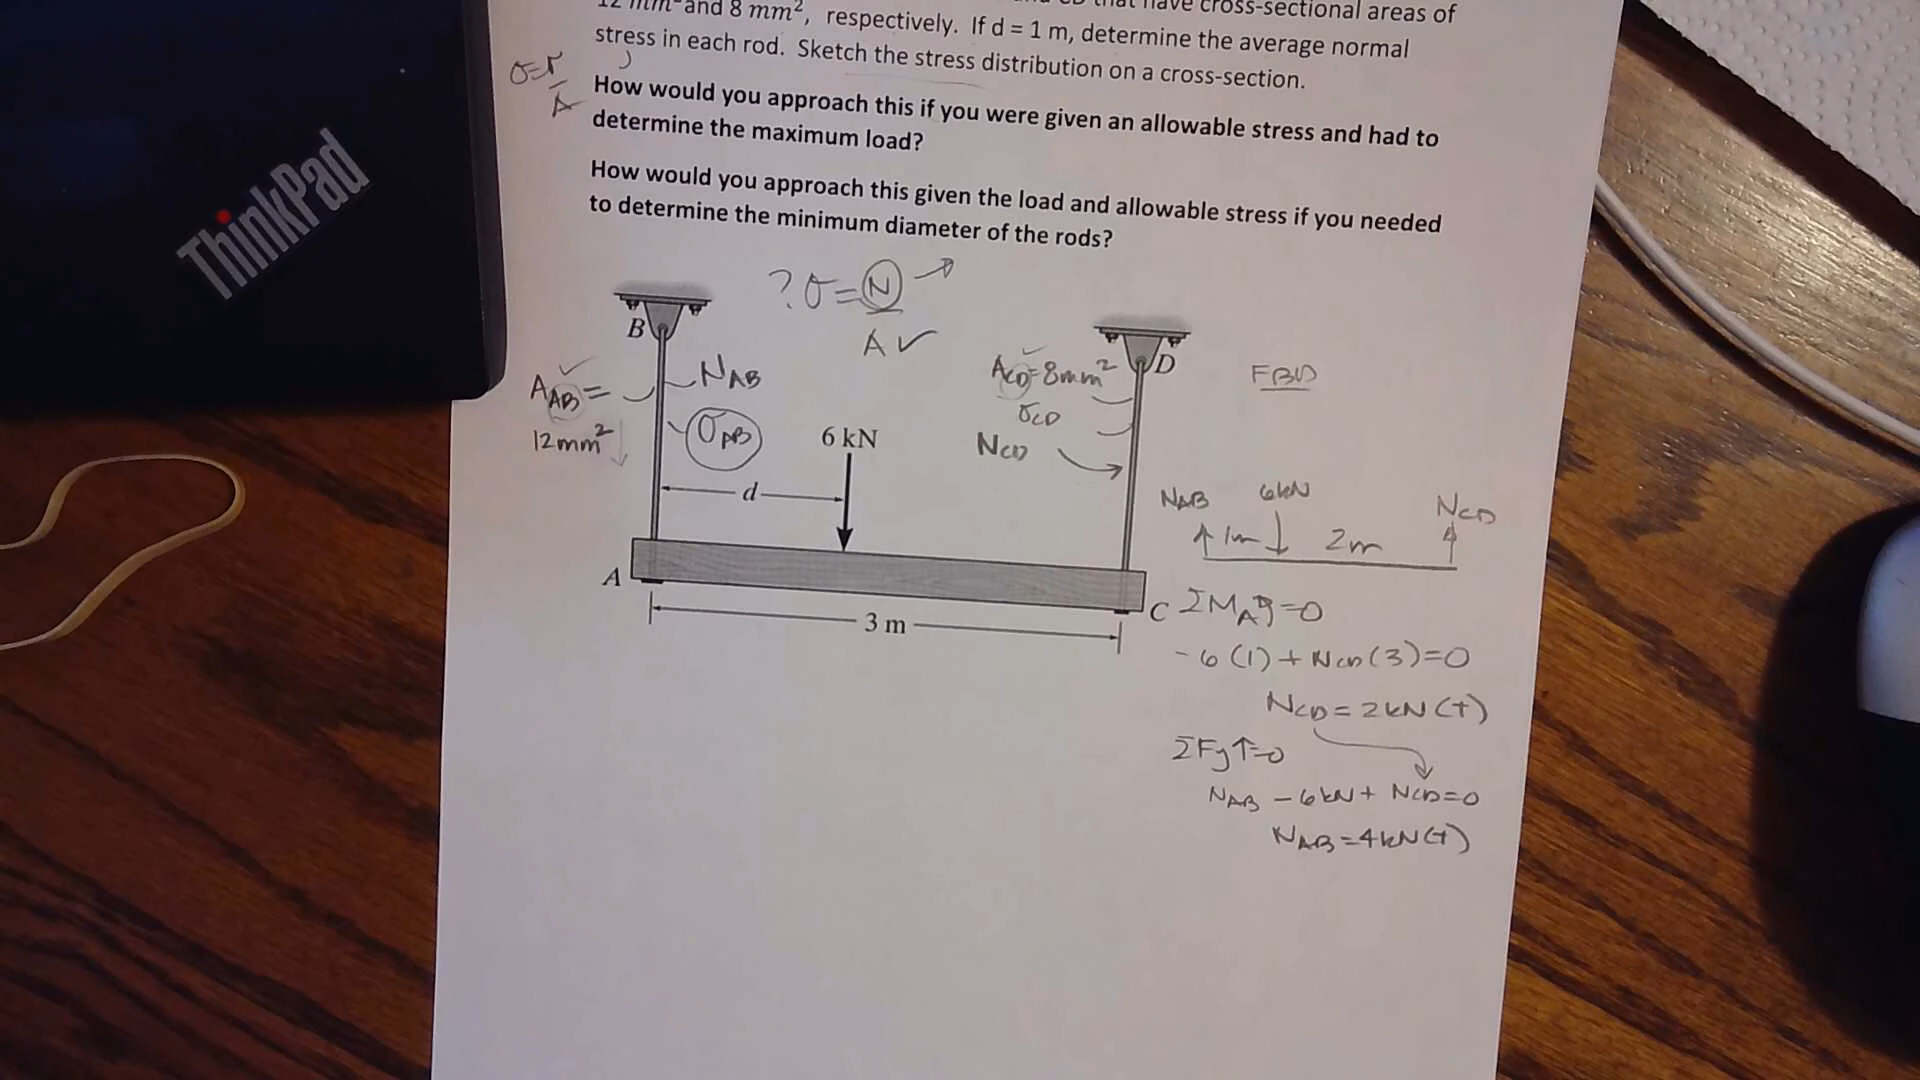 12 mm² and 8 mm², respectively. If d = 1 m, determine the average normal
stress in each rod. Sketch the stress distribution on a cross-section.
How would you approach this if you were given an allowable stress and had to
determine the maximum load?
How would you approach this given the load and allowable stress if you needed
to determine the minimum diameter of the rods?
ThinkPad
? σ = N
A ✓
B
N_AB
A_AB =
12mm²
σ_AB
d
6 kN
A_CD = 8mm²
σ_CD
N_CD
D
A
3 m
C
FBD
N_AB 6kN N_CD
1m 2m
ΣM_A = 0
- 6 (1) + N_CD (3) = 0
N_CD = 2 kN (T)
ΣFy ↑ = 0
N_AB - 6kN + N_CD = 0
N_AB = 4kN (T)